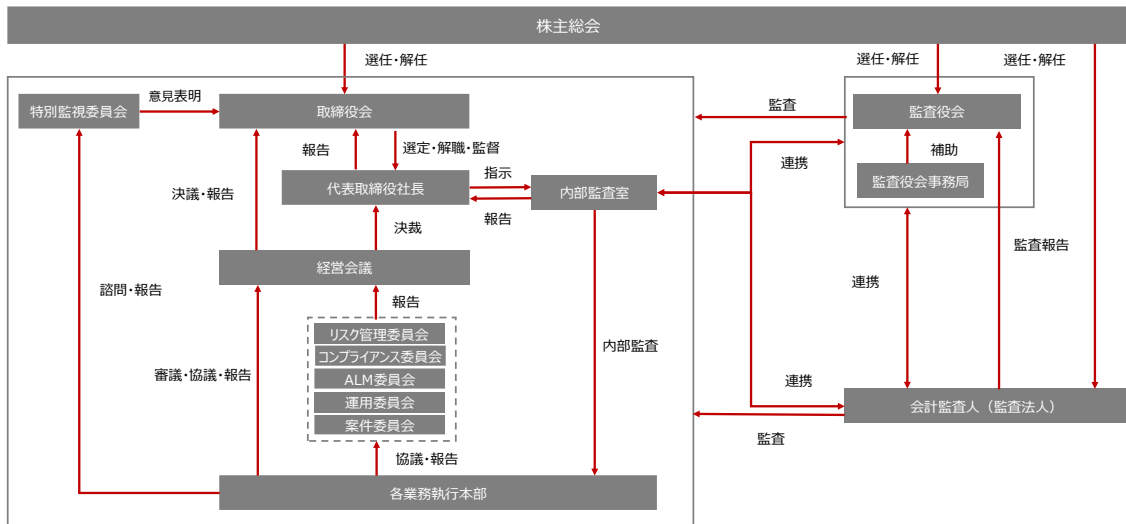 株主総会
選任・解任
選任・解任
選任・解任
特別監視委員会
意見表明
取締役会
監査
監査役会
報告
選定・解職・監督
連携
補助
代表取締役社長
指示
報告
内部監査室
監査役会事務局
決議・報告
決裁
監査報告
経営会議
諮問・報告
報告
連携
リスク管理委員会
コンプライアンス委員会
ALM委員会
運用委員会
案件委員会
内部監査
審議・協議・報告
連携
会計監査人（監査法人）
監査
協議・報告
各業務執行本部